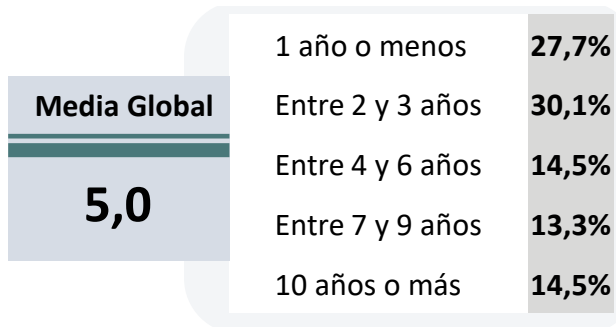 Media Global
5,0
1 año o menos 27,7%
Entre 2 y 3 años 30,1%
Entre 4 y 6 años 14,5%
Entre 7 y 9 años 13,3%
10 años o más 14,5%